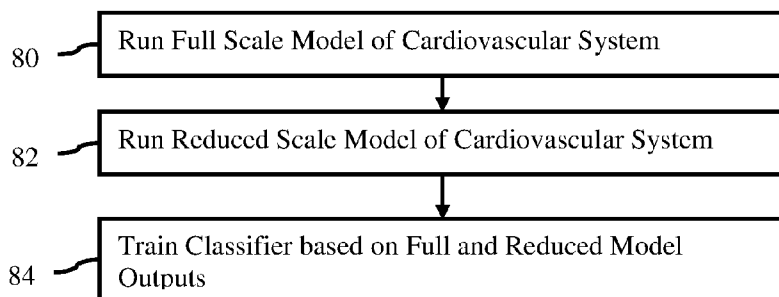 80 Run Full Scale Model of Cardiovascular System
82 Run Reduced Scale Model of Cardiovascular System
Train Classifier based on Full and Reduced Model
84 Outputs